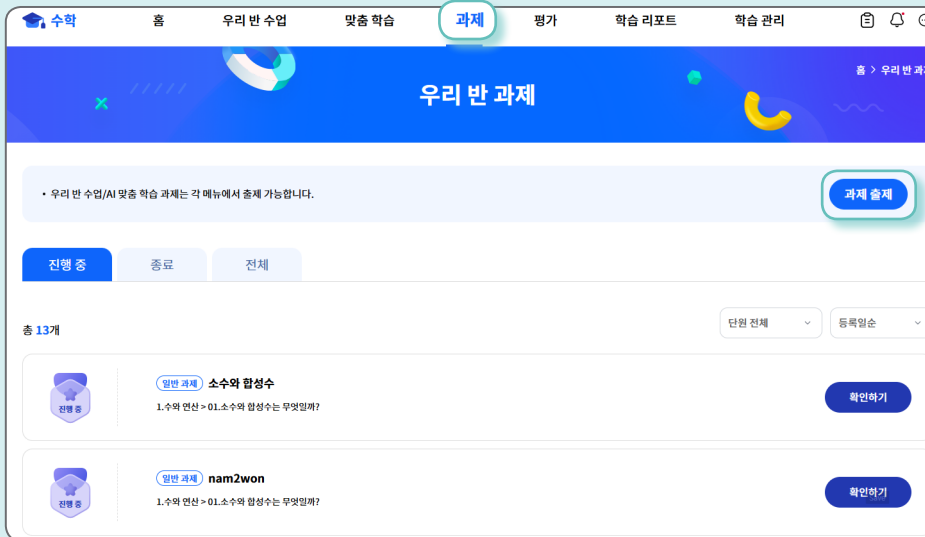 수학 홈 우리 반 수업 맞춤 학습 과제 평가 학습 리포트 학습 관리
홈 > 우리 반 과제
우리 반 과제
• 우리 반 수업/AI 맞춤 학습 과제는 각 메뉴에서 출제 가능합니다.
과제 출제
진행 중 종료 전체
총 13개
단원 전체 등록일순
진행 중
일반 과제 소수와 합성수
1.수와 연산 > 01.소수와 합성수는 무엇일까?
확인하기
진행 중
일반 과제 nam2won
1.수와 연산 > 01.소수와 합성수는 무엇일까?
확인하기